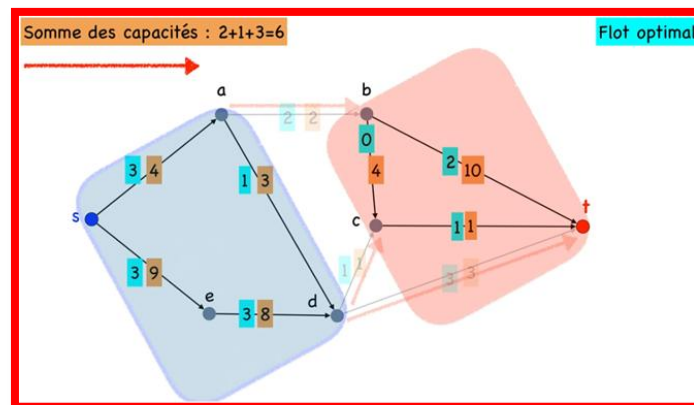 Somme des capacités : 2+1+3=6
Flot optimal
a
b
2 2
0
3 4
1 3
4
2 10
s
c
t
1 1
3 9
e
d
1 1
3 3
3 8